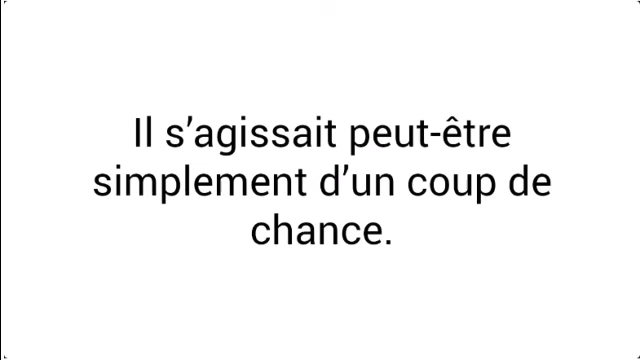 Il s’agissait peut-être
simplement d’un coup de
chance.